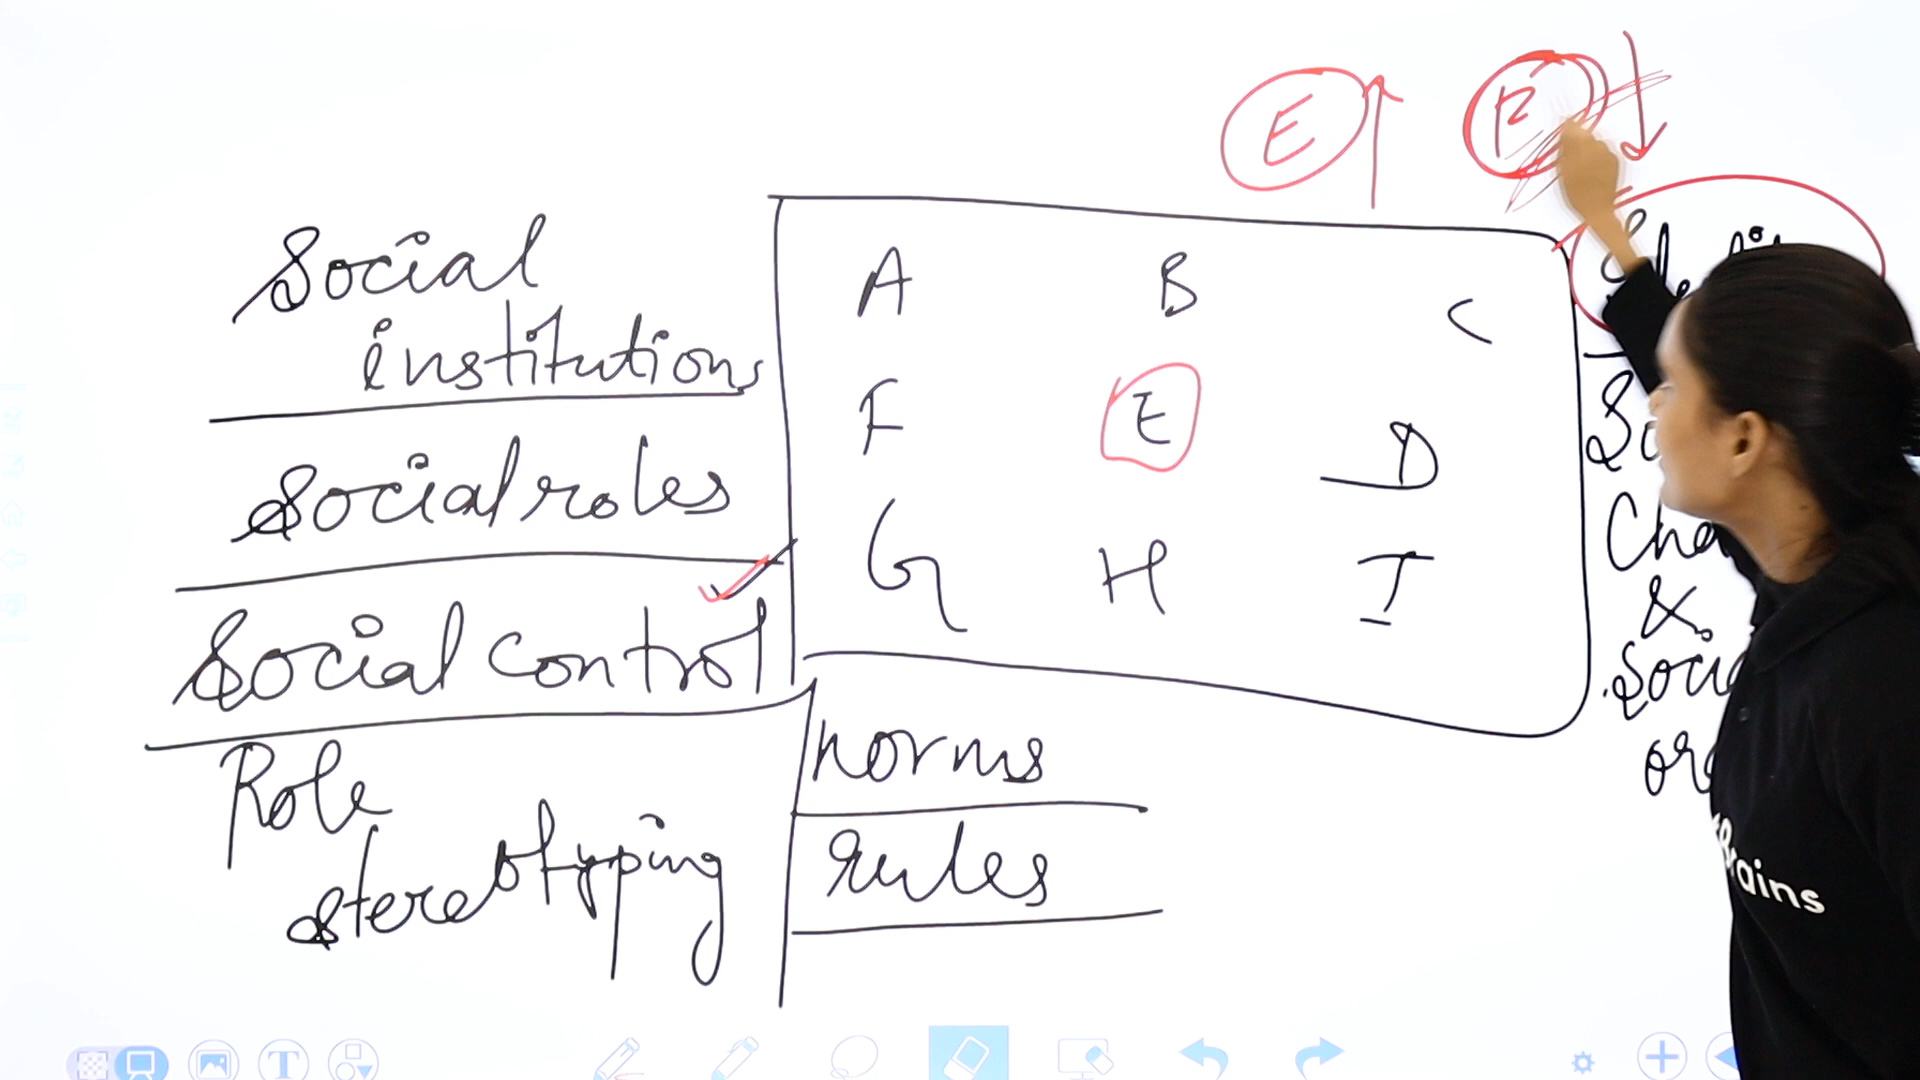 E
Social
institutions
A B C
Social roles
F E D
Social control
G H I
&
Role
stereotyping
norms
rules